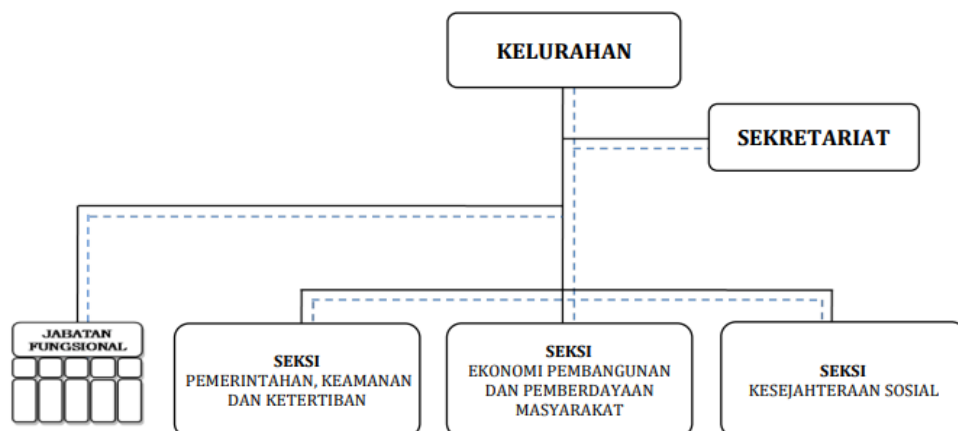 KELURAHAN
SEKRETARIAT
JABATAN
FUNGSIONAL
SEKSI
PEMERINTAHAN, KEAMANAN
DAN KETERTIBAN
SEKSI
EKONOMI PEMBANGUNAN
DAN PEMBERDAYAAN
MASYARAKAT
SEKSI
KESEJAHTERAAN SOSIAL